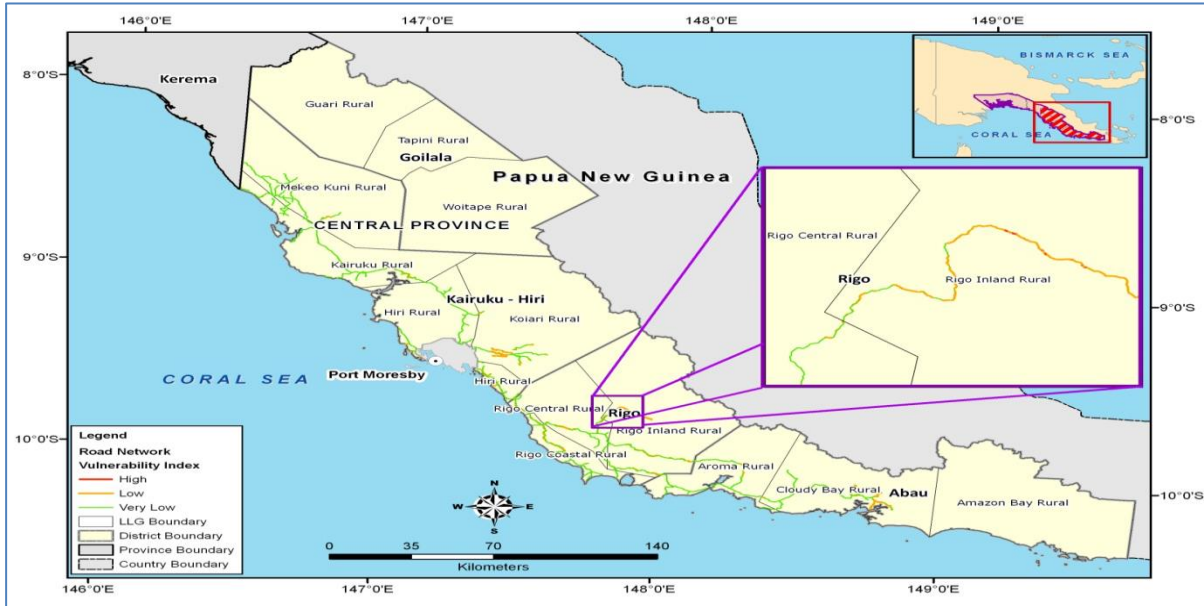 146°0'E
147°0'E
148°0'E
149°0'E
BISMARCK SEA
CORAL SEA
8°0'S
8°0'S
Kerema
Guari Rural
Tapini Rural
Goilala
Mekeo Kuni Rural
Papua New Guinea
Woitape Rural
CENTRAL PROVINCE
Rigo Central Rural
Rigo
Rigo Inland Rural
9°0'S
9°0'S
Kairuku Rural
Kairuku - Hiri
Hiri Rural
Koiari Rural
CORAL SEA
Port Moresby
Hiri Rural
Rigo Central Rural
Rigo
Rigo Inland Rural
10°0'S
10°0'S
Rigo Coastal Rural
Aroma Rural
Cloudy Bay Rural
Abau
Amazon Bay Rural
Legend
Road Network
Vulnerability Index
High
Low
Very Low
LLG Boundary
District Boundary
Province Boundary
Country Boundary
N
W
E
S
0 35 70 140
Kilometers
146°0'E
147°0'E
148°0'E
149°0'E